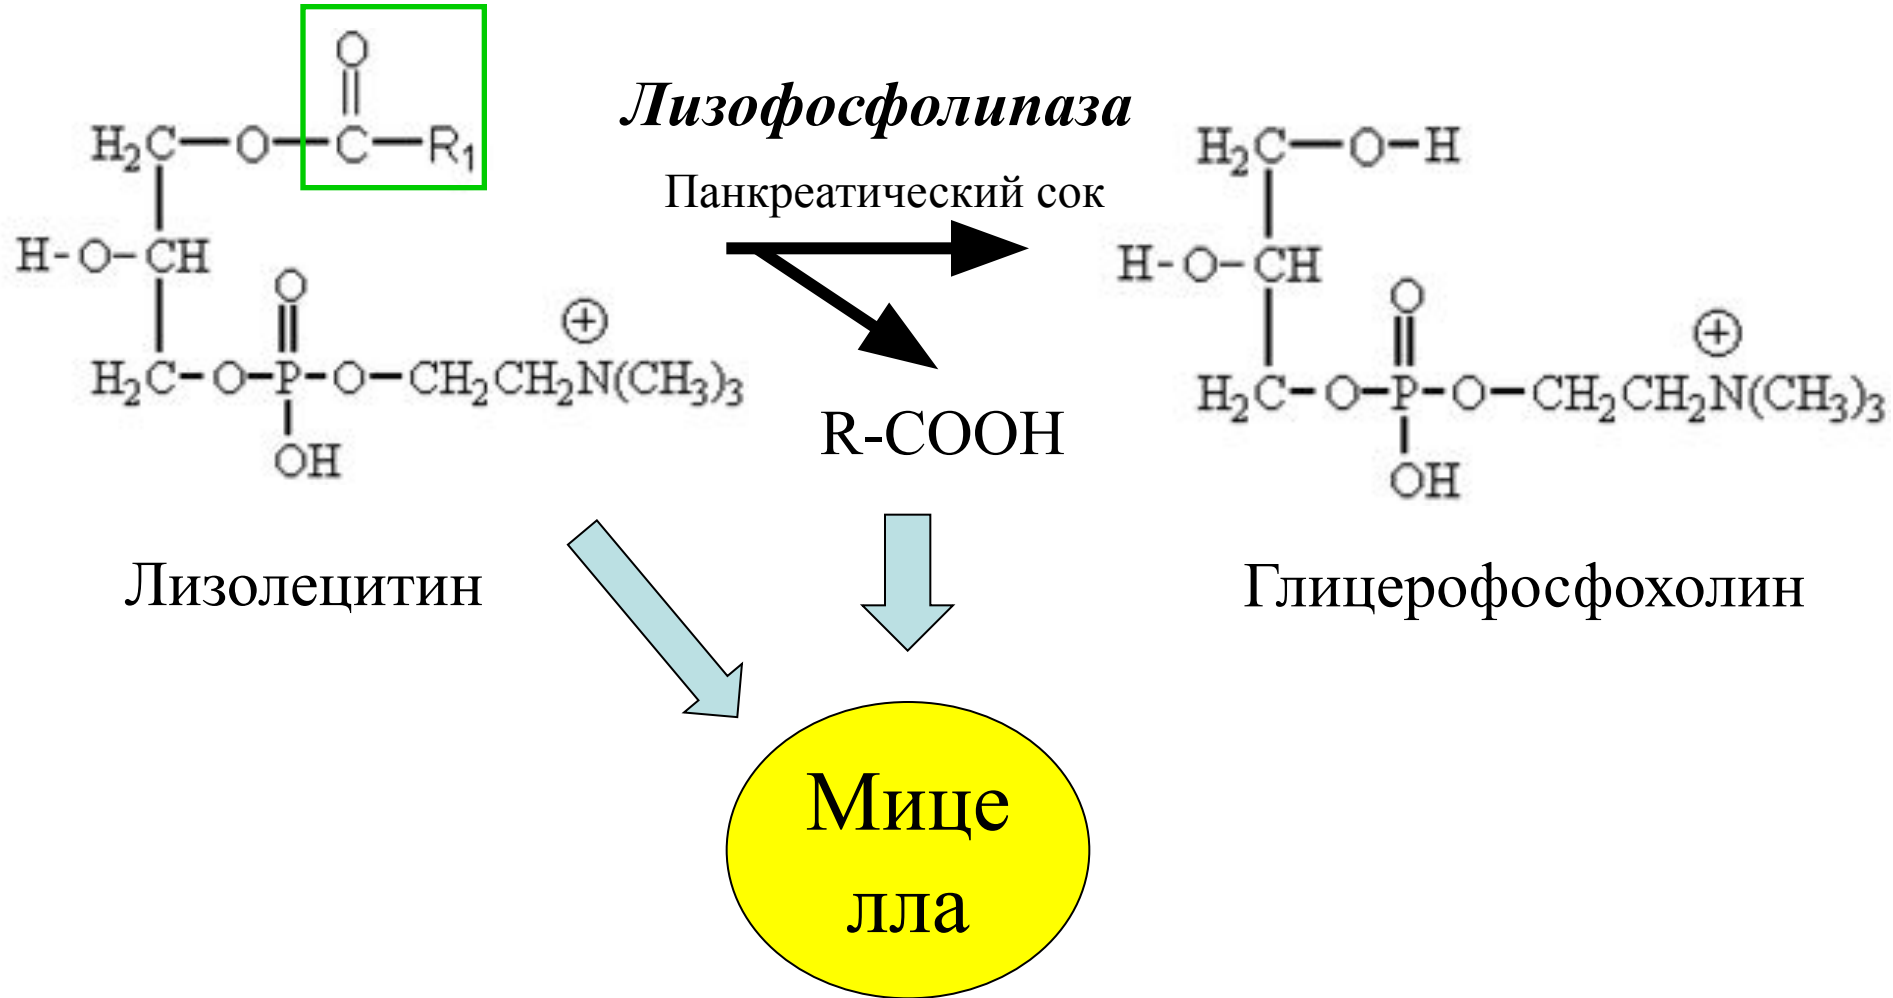 O
H₂C—O—C—R₁
H-O-CH
O
H₂C-O-P-O-CH₂CH₂N(CH₃)₃
+
OH
Лизолецитин
Лизофосфолипаза
Панкреатический сок
R-COOH
H₂C—O-H
H-O-CH
O
H₂C-O-P-O-CH₂CH₂N(CH₃)₃
+
OH
Глицерофосфохолин
Мице
лла